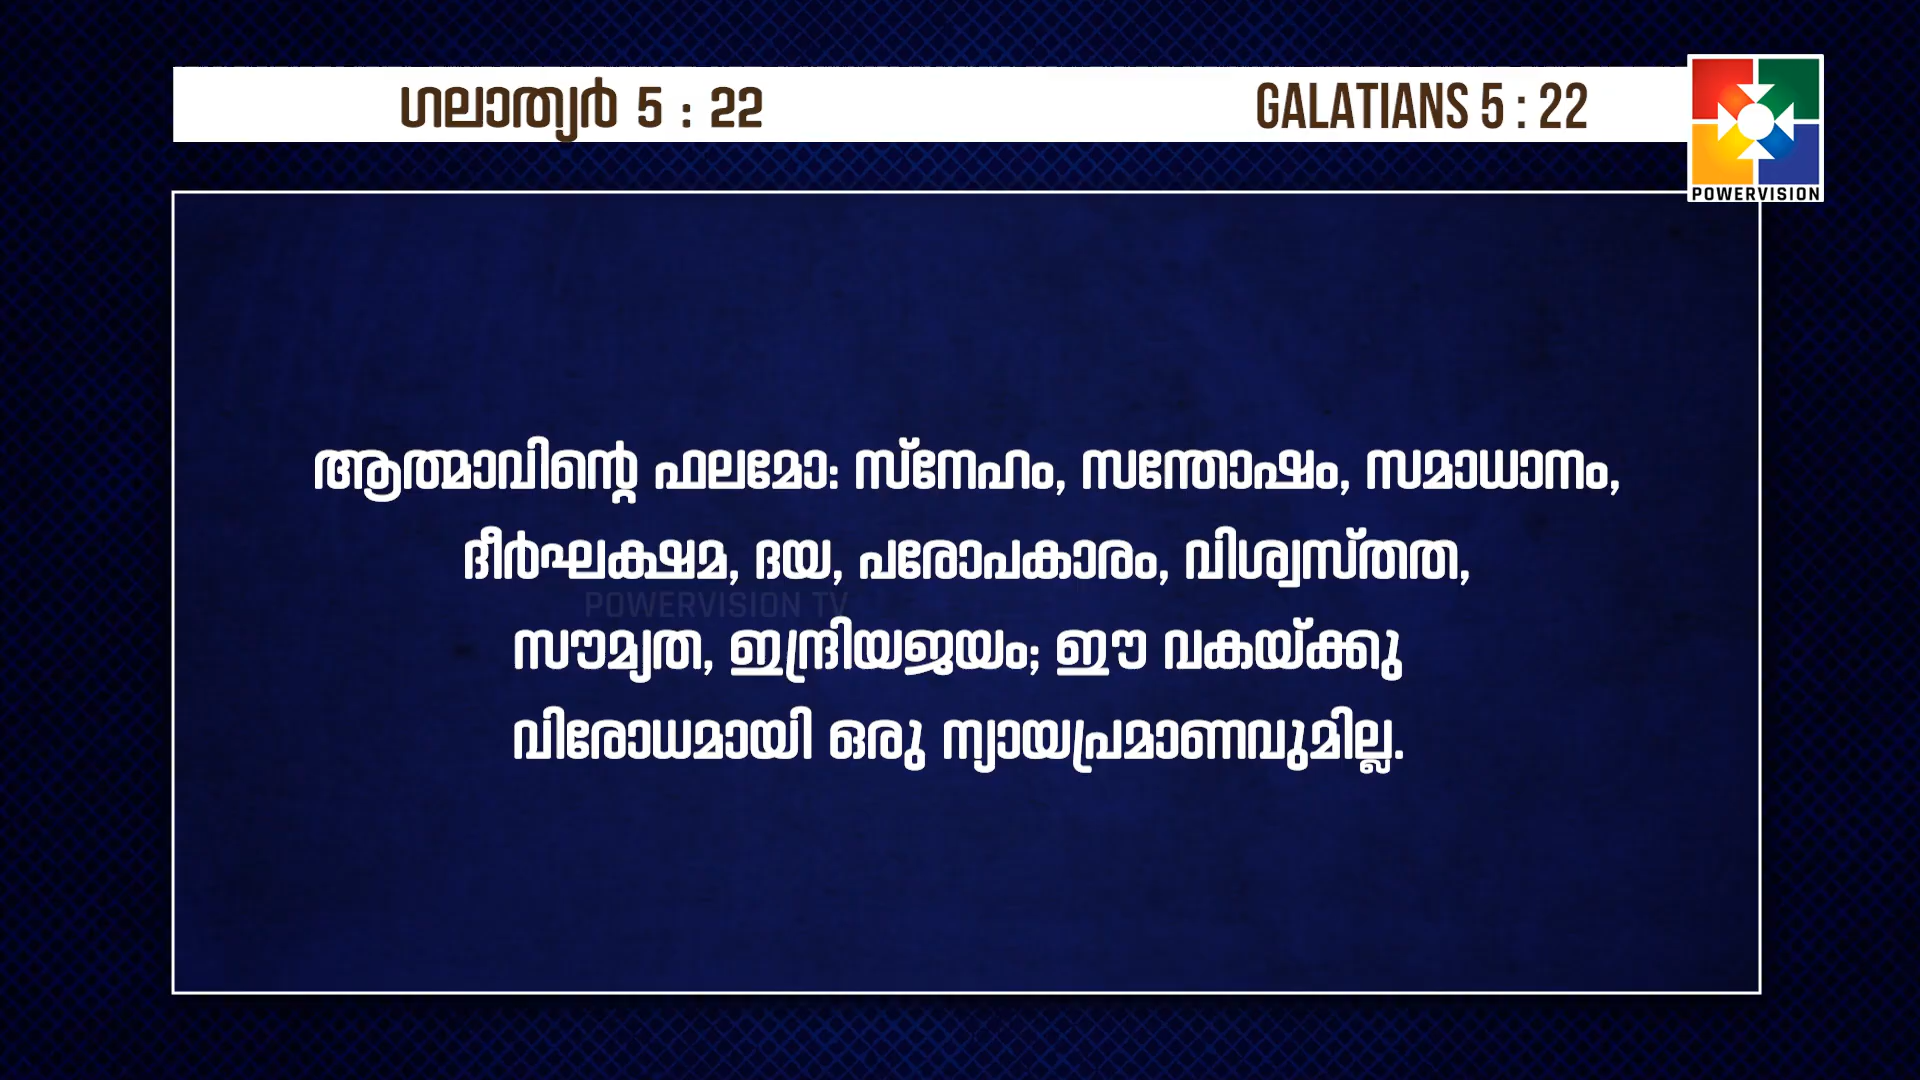 ഗലാത്യർ 5 : 22
GALATIANS 5 : 22
POWERVISION
ആത്മാവിന്റെ ഫലമോ: സ്നേഹം, സന്തോഷം, സമാധാനം,
ദീർഘക്ഷമ, ദയ, പരോപകാരം, വിശ്വസ്തത,
POWERVISION TV
സൗമ്യത, ഇന്ദ്രിയജയം; ഈ വകയ്ക്കു
വിരോധമായി ഒരു ന്യായപ്രമാണവുമില്ല.